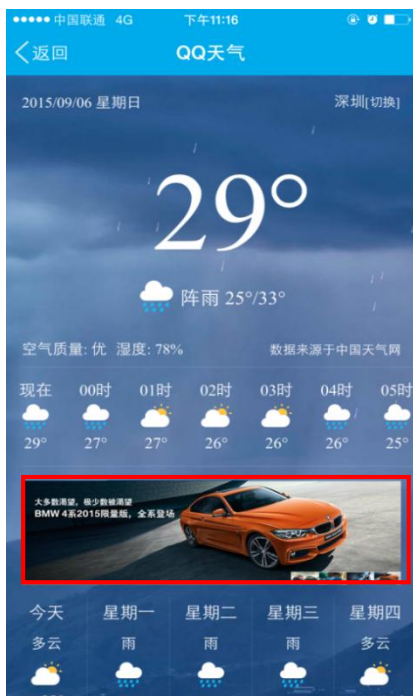 中国联通 4G 下午11:16
返回 QQ天气
2015/09/06 星期日 深圳[切换]
29°
阵雨 25°/33°
空气质量: 优 湿度: 78% 数据来源于中国天气网
现在 00时 01时 02时 03时 04时 05时
29° 27° 27° 26° 26° 26° 25°
大多数渴望，极少数被渴望
BMW 4系2015限量版，全系登场
今天 星期一 星期二 星期三 星期四
多云 雨 雨 雨 多云